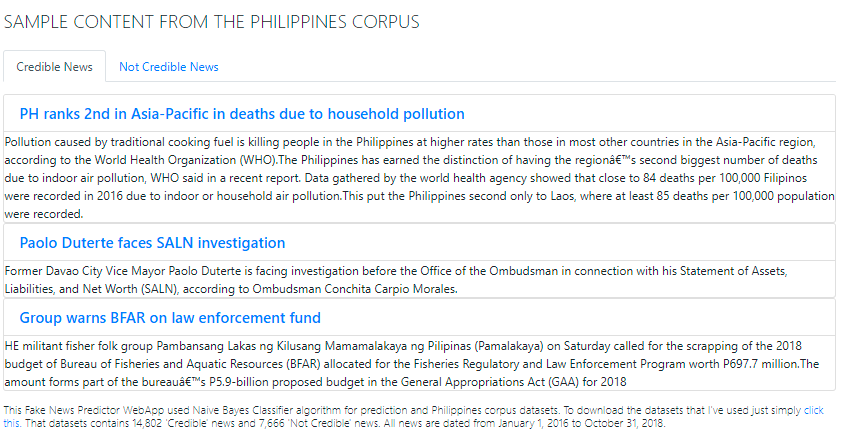 SAMPLE CONTENT FROM THE PHILIPPINES CORPUS
Credible News
Not Credible News
PH ranks 2nd in Asia-Pacific in deaths due to household pollution
Pollution caused by traditional cooking fuel is killing people in the Philippines at higher rates than those in most other countries in the Asia-Pacific region,
according to the World Health Organization (WHO).The Philippines has earned the distinction of having the regionâ€™s second biggest number of deaths
due to indoor air pollution, WHO said in a recent report. Data gathered by the world health agency showed that close to 84 deaths per 100,000 Filipinos
were recorded in 2016 due to indoor or household air pollution.This put the Philippines second only to Laos, where at least 85 deaths per 100,000 population
were recorded.
Paolo Duterte faces SALN investigation
Former Davao City Vice Mayor Paolo Duterte is facing investigation before the Office of the Ombudsman in connection with his Statement of Assets,
Liabilities, and Net Worth (SALN), according to Ombudsman Conchita Carpio Morales.
Group warns BFAR on law enforcement fund
HE militant fisher folk group Pambansang Lakas ng Kilusang Mamamalakaya ng Pilipinas (Pamalakaya) on Saturday called for the scrapping of the 2018
budget of Bureau of Fisheries and Aquatic Resources (BFAR) allocated for the Fisheries Regulatory and Law Enforcement Program worth P697.7 million.The
amount forms part of the bureauâ€™s P5.9-billion proposed budget in the General Appropriations Act (GAA) for 2018
This Fake News Predictor WebApp used Naive Bayes Classifier algorithm for prediction and Philippines corpus datasets. To download the datasets that I've used just simply click
this. That datasets contains 14,802 'Credible' news and 7,666 'Not Credible' news. All news are dated from January 1, 2016 to October 31, 2018.